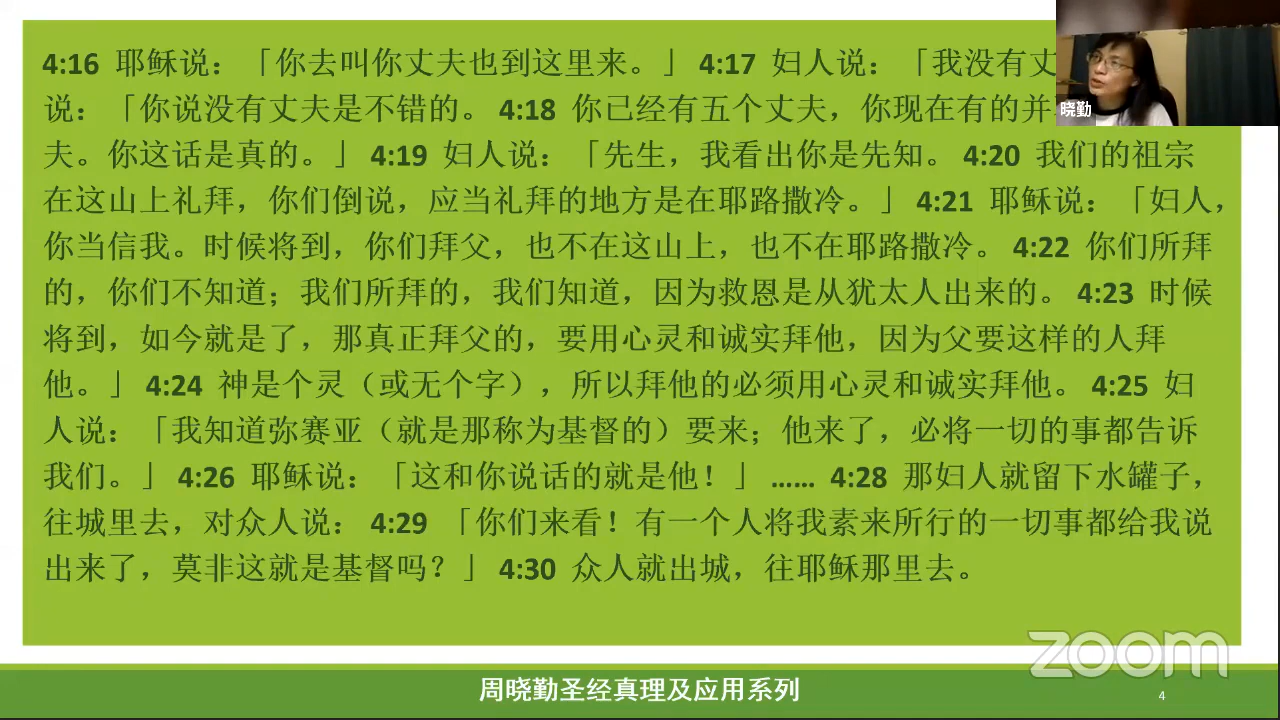 4:16 耶稣说：「你去叫你丈夫也到这里来。」 4:17 妇人说：「我没有丈
说：「你说没有丈夫是不错的。 4:18 你已经有五个丈夫，你现在有的并
夫。你这话是真的。」 4:19 妇人说：「先生，我看出你是先知。 4:20 我们的祖宗
在这山上礼拜，你们倒说，应当礼拜的地方是在耶路撒冷。」 4:21 耶稣说：「妇人，
你当信我。时候将到，你们拜父，也不在这山上，也不在耶路撒冷。 4:22 你们所拜
的，你们不知道；我们所拜的，我们知道，因为救恩是从犹太人出来的。 4:23 时候
将到，如今就是了，那真正拜父的，要用心灵和诚实拜他，因为父要这样的人拜
他。」 4:24 神是个灵（或无个字），所以拜他的必须用心灵和诚实拜他。 4:25 妇
人说：「我知道弥赛亚（就是那称为基督的）要来；他来了，必将一切的事都告诉
我们。」 4:26 耶稣说：「这和你说话的就是他！」 …… 4:28 那妇人就留下水罐子，
往城里去，对众人说： 4:29 「你们来看！有一个人将我素来所行的一切事都给我说
出来了，莫非这就是基督吗？」 4:30 众人就出城，往耶稣那里去。
晓勤
zoom
周晓勤圣经真理及应用系列
4